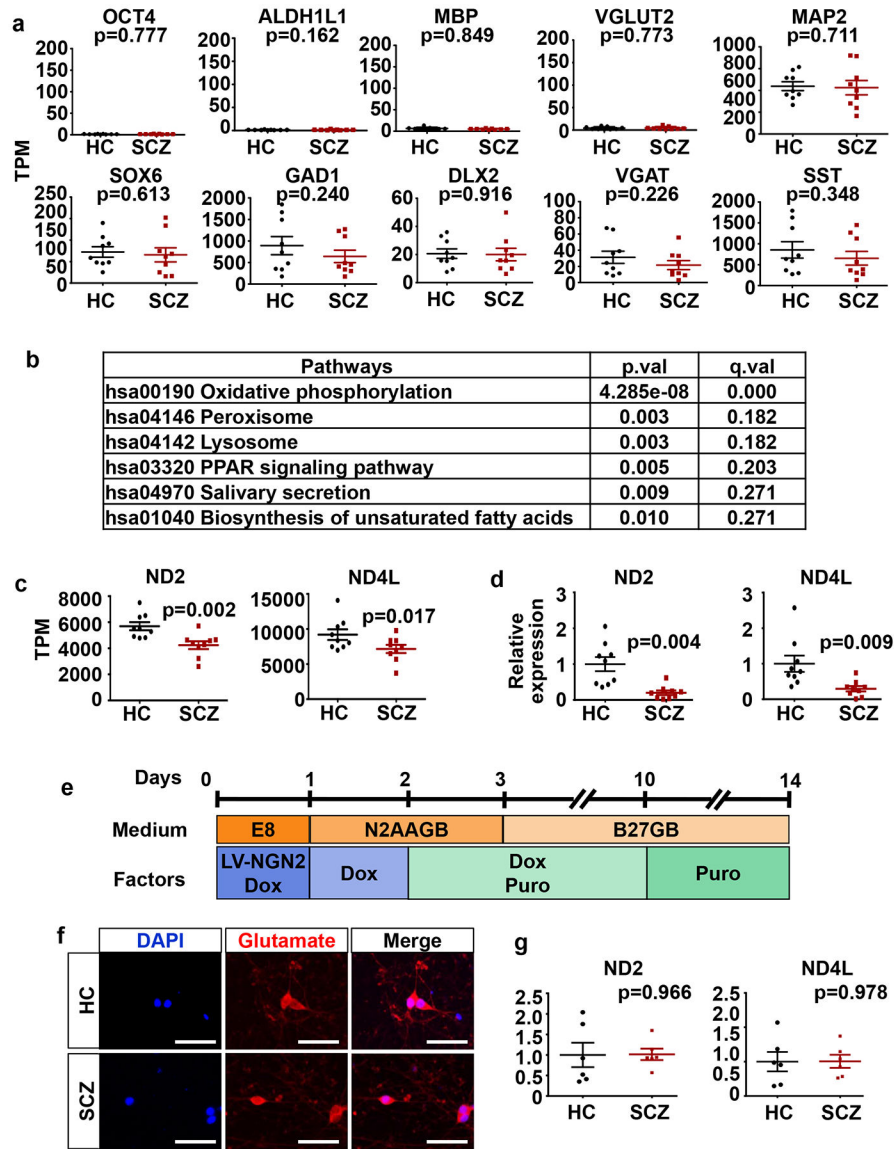 a
OCT4 ALDH1L1 MBP VGLUT2 MAP2
p=0.777 p=0.162 p=0.849 p=0.773 p=0.711
200 200 200 200 1000
150 150 150 150 800
100 100 100 100 600
50 50 50 50 400
0 0 0 0 200
0
HC SCZ HC SCZ HC SCZ HC SCZ HC SCZ
TPM
SOX6 GAD1 DLX2 VGAT SST
p=0.613 p=0.240 p=0.916 p=0.226 p=0.348
250 2000 60 100 2000
200 1500 40 80 1500
150 1000 20 60 1000
100 500 0 40 500
50 0 20 0
0 0
HC SCZ HC SCZ HC SCZ HC SCZ HC SCZ
b
Pathways p.val q.val
hsa00190 Oxidative phosphorylation 4.285e-08 0.000
hsa04146 Peroxisome 0.003 0.182
hsa04142 Lysosome 0.003 0.182
hsa03320 PPAR signaling pathway 0.005 0.203
hsa04970 Salivary secretion 0.009 0.271
hsa01040 Biosynthesis of unsaturated fatty acids 0.010 0.271
c
ND2 ND4L
p=0.002 p=0.017
TPM
8000 15000
6000 10000
4000 5000
2000 0
0
HC SCZ HC SCZ
d
ND2 ND4L
p=0.004 p=0.009
Relative
expression
3 3
2 2
1 1
0 0
HC SCZ HC SCZ
e
Days 0 1 2 3 10 14
Medium E8 N2AAGB B27GB
Factors LV-NGN2
Dox Dox Dox
Puro Puro
f
DAPI Glutamate Merge
HC
SCZ
g
ND2 ND4L
p=0.966 p=0.978
2.5 2.5
2.0 2.0
1.5 1.5
1.0 1.0
0.5 0.5
0 0
HC SCZ HC SCZ